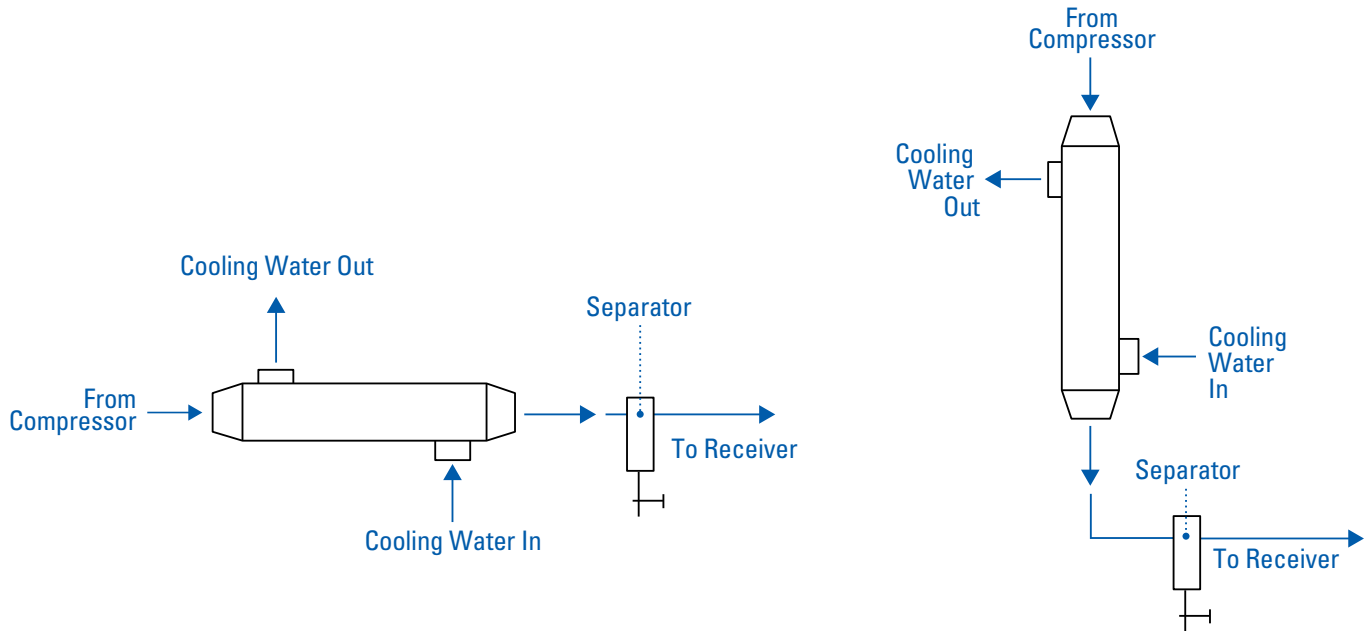 Cooling Water Out
From
Compressor
Separator
To Receiver
Cooling Water In
From
Compressor
Cooling
Water
Out
Cooling
Water
In
Separator
To Receiver